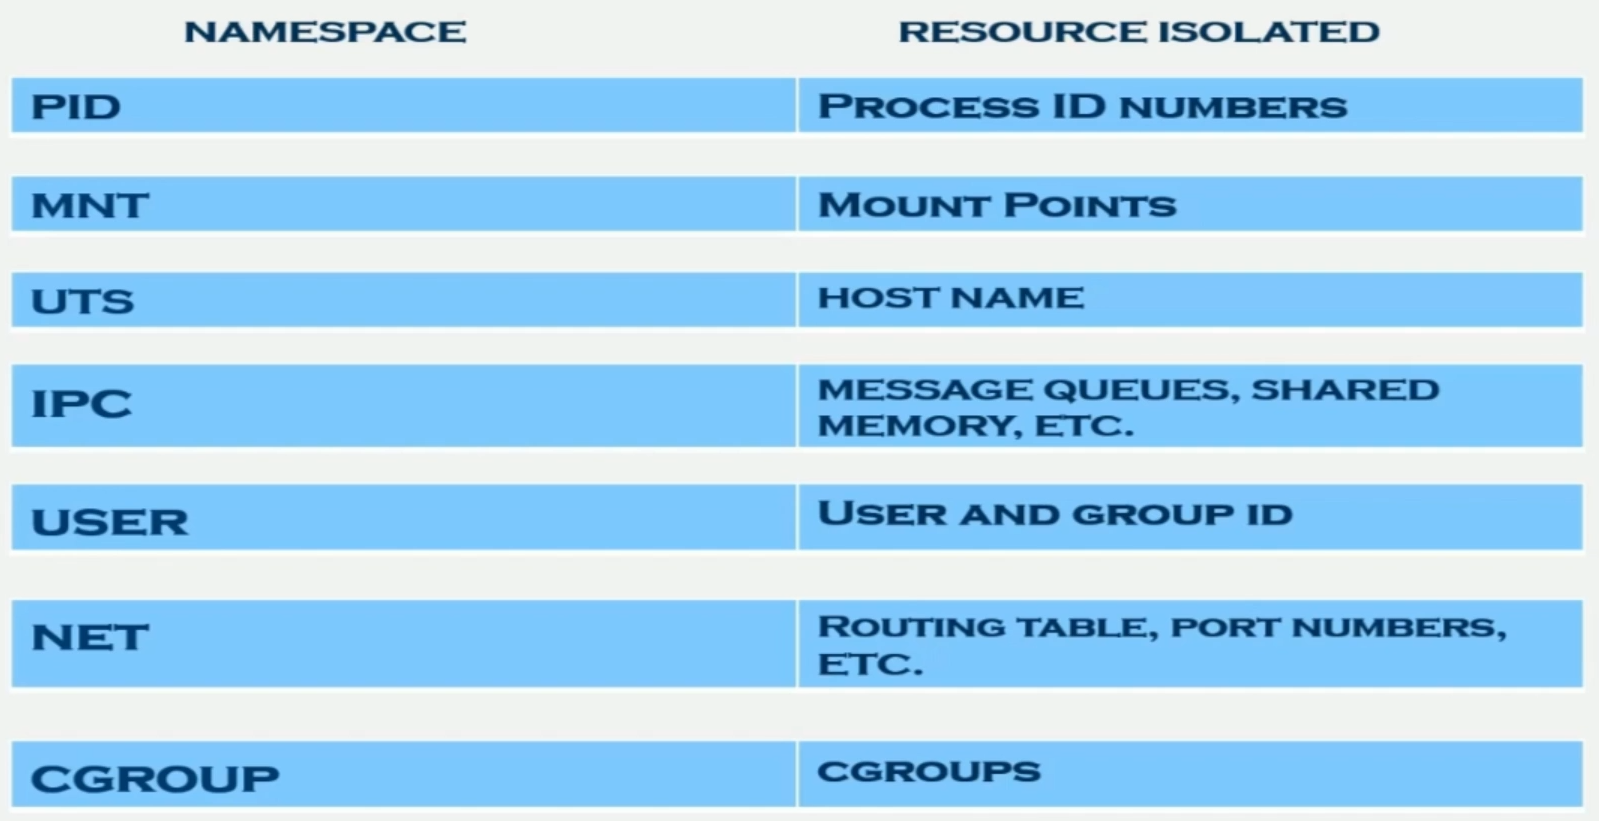 NAMESPACE RESOURCE ISOLATED
PID PROCESS ID NUMBERS
MNT MOUNT POINTS
UTS HOST NAME
IPC MESSAGE QUEUES, SHARED
MEMORY, ETC.
USER USER AND GROUP ID
NET ROUTING TABLE, PORT NUMBERS,
ETC.
CGROUP CGROUPS